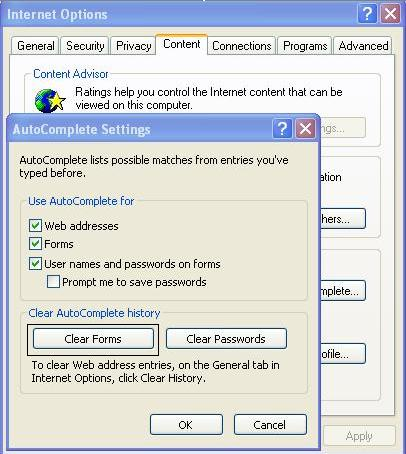 Internet Options
General Security Privacy Content Connections Programs Advanced
Content Advisor
Ratings help you control the Internet content that can be
viewed on this computer.
AutoComplete Settings
AutoComplete lists possible matches from entries you've
typed before.
Use AutoComplete for
Web addresses
Forms
User names and passwords on forms
Prompt me to save passwords
Clear AutoComplete history
Clear Forms Clear Passwords
To clear Web address entries, on the General tab in
Internet Options, click Clear History.
OK Cancel
ngs...
ation
hers...
mplete...
ofile...
Apply